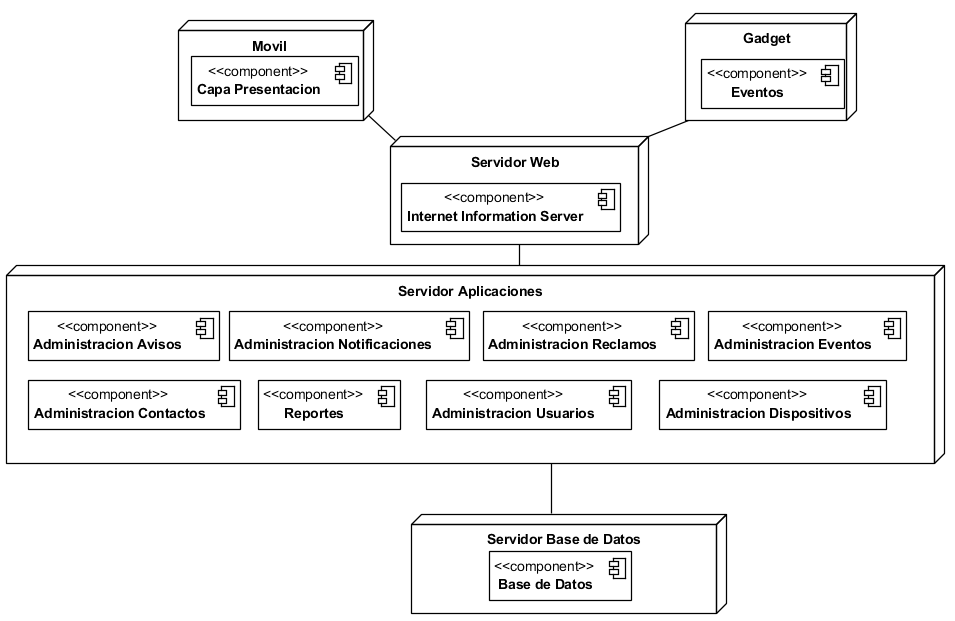 Movil
<<component>>
Capa Presentacion
Gadget
<<component>>
Eventos
Servidor Web
<<component>>
Internet Information Server
Servidor Aplicaciones
<<component>>
Administracion Avisos
<<component>>
Administracion Notificaciones
<<component>>
Administracion Reclamos
<<component>>
Administracion Eventos
<<component>>
Administracion Contactos
<<component>>
Reportes
<<component>>
Administracion Usuarios
<<component>>
Administracion Dispositivos
Servidor Base de Datos
<<component>>
Base de Datos